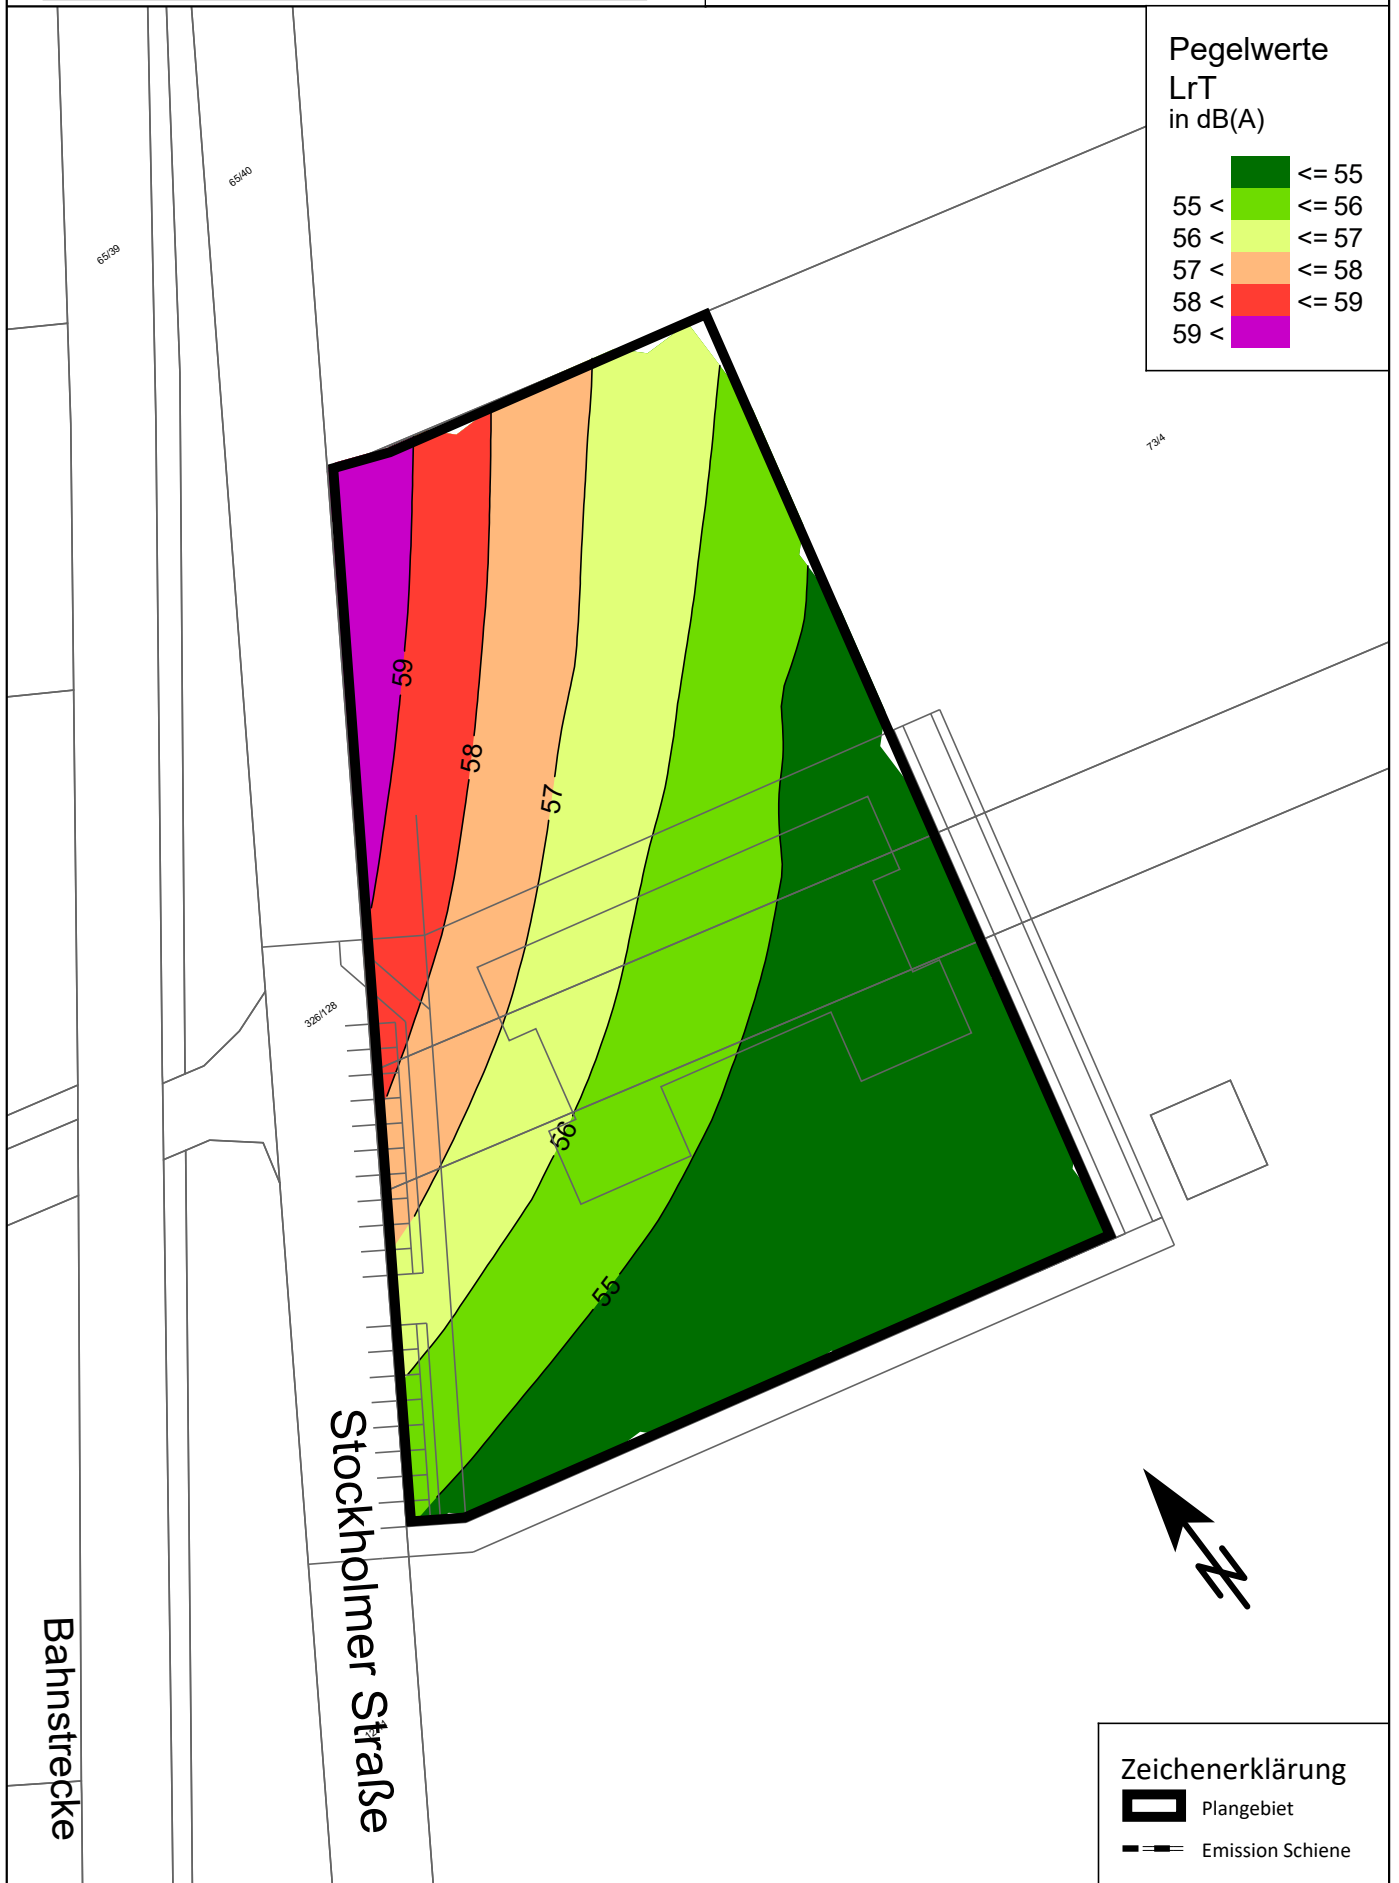 Pegelwerte
LrT
in dB(A)
<= 55
55 < <= 56
56 < <= 57
57 < <= 58
58 < <= 59
59 <
65/40
65/39
73/4
59
58
57
326/128
56
55
Stockholmer Straße
Bahnstrecke
Zeichenerklärung
Plangebiet
Emission Schiene